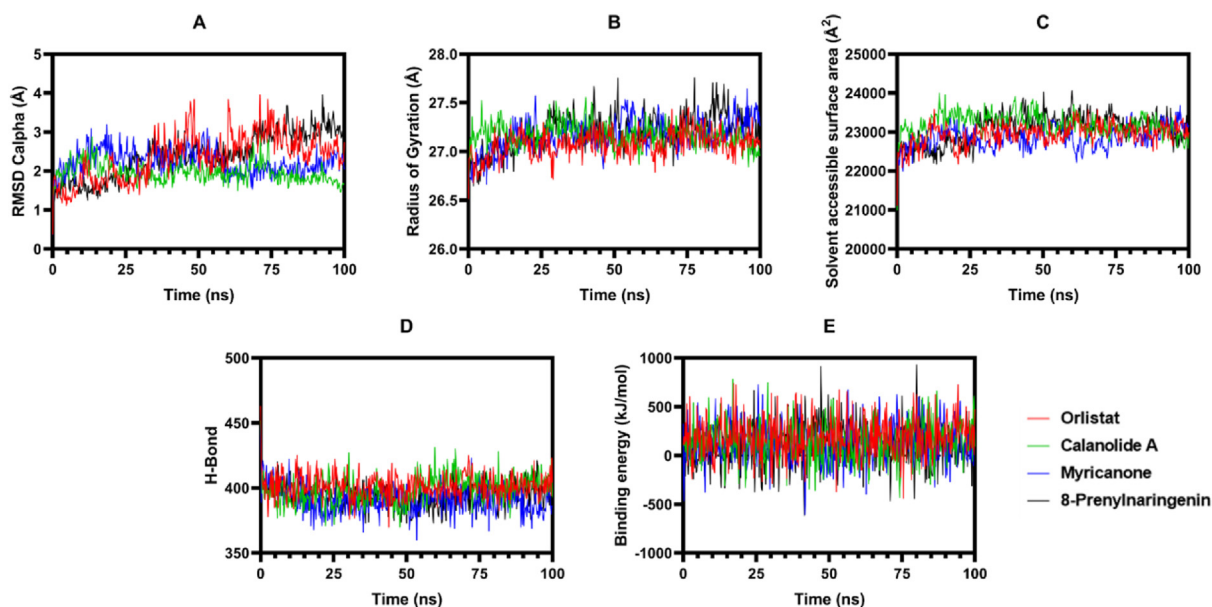 A
RMSD Calpha (Å)
5
4
3
2
1
0
0 25 50 75 100
Time (ns)
B
Radius of Gyration (Å)
28.0
27.5
27.0
26.5
26.0
0 25 50 75 100
Time (ns)
C
Solvent accessible surface area (Å²)
25000
24000
23000
22000
21000
20000
0 25 50 75 100
Time (ns)
D
H-Bond
500
450
400
350
0 25 50 75 100
Time (ns)
E
Binding energy (kJ/mol)
1000
500
0
-500
-1000
0 25 50 75 100
Time (ns)
Orlistat
Calanolide A
Myricanone
8-Prenylnaringenin